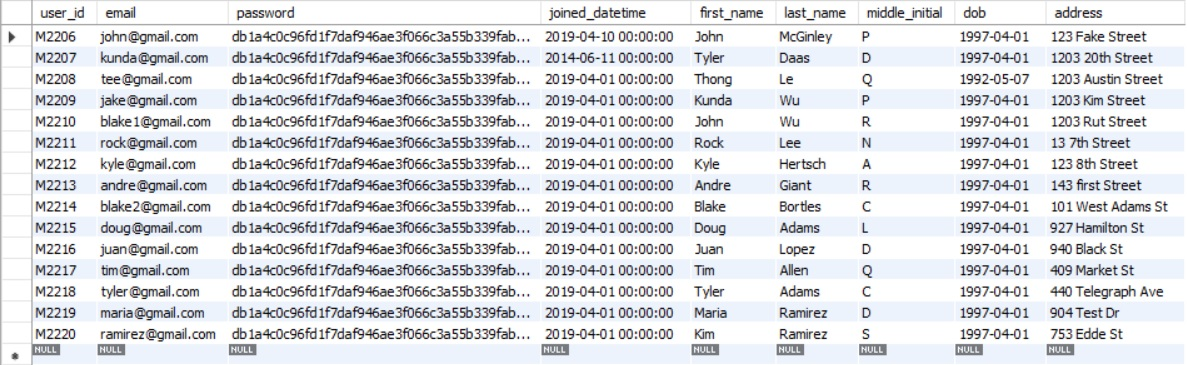 user_id email password joined_datetime first_name last_name middle_initial dob address
M2206 john@gmail.com db1a4c0c96fd1f7daf946ae3f066c3a55b339fab... 2019-04-10 00:00:00 John McGinley P 1997-04-01 123 Fake Street
M2207 kunda@gmail.com db1a4c0c96fd1f7daf946ae3f066c3a55b339fab... 2014-06-11 00:00:00 Tyler Daas D 1997-04-01 1203 20th Street
M2208 tee@gmail.com db1a4c0c96fd1f7daf946ae3f066c3a55b339fab... 2019-04-01 00:00:00 Thong Le Q 1992-05-07 1203 Austin Street
M2209 jake@gmail.com db1a4c0c96fd1f7daf946ae3f066c3a55b339fab... 2019-04-01 00:00:00 Kunda Wu P 1997-04-01 1203 Kim Street
M2210 blake1@gmail.com db1a4c0c96fd1f7daf946ae3f066c3a55b339fab... 2019-04-01 00:00:00 John Wu R 1997-04-01 1203 Rut Street
M2211 rock@gmail.com db1a4c0c96fd1f7daf946ae3f066c3a55b339fab... 2019-04-01 00:00:00 Rock Lee N 1997-04-01 13 7th Street
M2212 kyle@gmail.com db1a4c0c96fd1f7daf946ae3f066c3a55b339fab... 2019-04-01 00:00:00 Kyle Hertsch A 1997-04-01 123 8th Street
M2213 andre@gmail.com db1a4c0c96fd1f7daf946ae3f066c3a55b339fab... 2019-04-01 00:00:00 Andre Giant R 1997-04-01 143 first Street
M2214 blake2@gmail.com db1a4c0c96fd1f7daf946ae3f066c3a55b339fab... 2019-04-01 00:00:00 Blake Bortles C 1997-04-01 101 West Adams St
M2215 doug@gmail.com db1a4c0c96fd1f7daf946ae3f066c3a55b339fab... 2019-04-01 00:00:00 Doug Adams L 1997-04-01 927 Hamilton St
M2216 juan@gmail.com db1a4c0c96fd1f7daf946ae3f066c3a55b339fab... 2019-04-01 00:00:00 Juan Lopez D 1997-04-01 940 Black St
M2217 tim@gmail.com db1a4c0c96fd1f7daf946ae3f066c3a55b339fab... 2019-04-01 00:00:00 Tim Allen Q 1997-04-01 409 Market St
M2218 tyler@gmail.com db1a4c0c96fd1f7daf946ae3f066c3a55b339fab... 2019-04-01 00:00:00 Tyler Adams C 1997-04-01 440 Telegraph Ave
M2219 maria@gmail.com db1a4c0c96fd1f7daf946ae3f066c3a55b339fab... 2019-04-01 00:00:00 Maria Ramirez D 1997-04-01 904 Test Dr
M2220 ramirez@gmail.com db1a4c0c96fd1f7daf946ae3f066c3a55b339fab... 2019-04-01 00:00:00 Kim Ramirez S 1997-04-01 753 Edde St
NULL NULL NULL NULL NULL NULL NULL NULL NULL